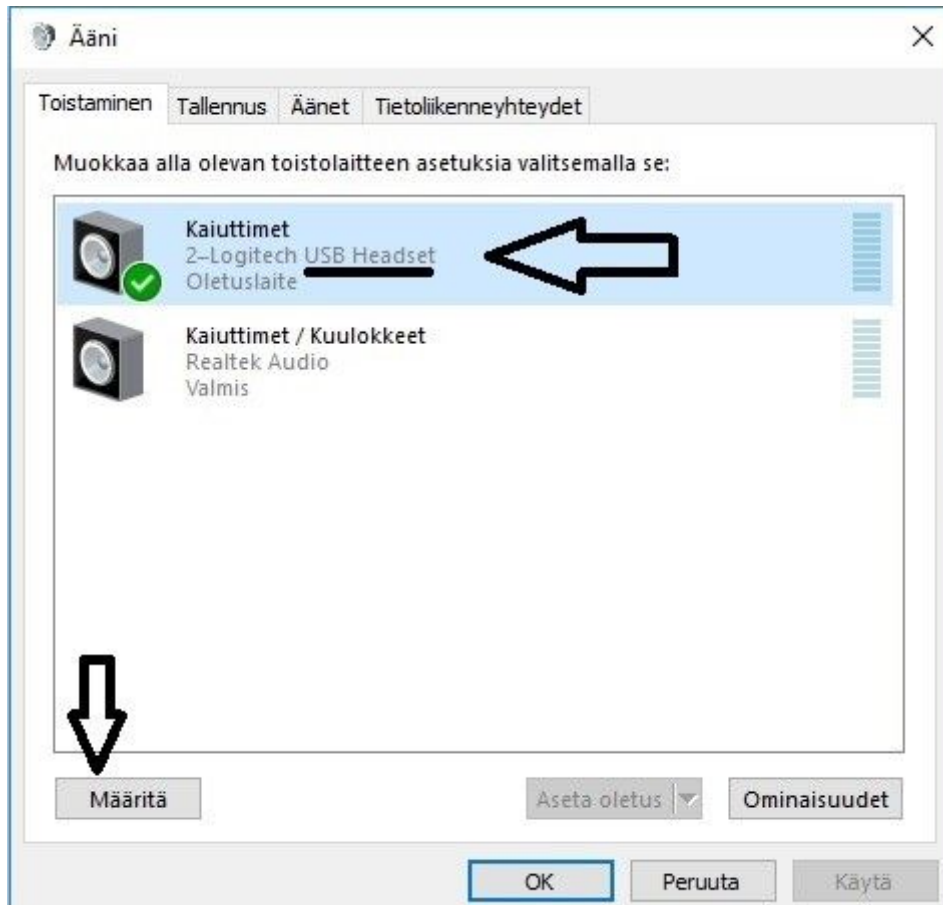 Ääni
Toistaminen Tallennus Äänet Tietoliikenneyhteydet
Muokkaa alla olevan toistolaitteen asetuksia valitsemalla se:
Kaiuttimet
2-Logitech USB Headset
Oletuslaite
Kaiuttimet / Kuulokkeet
Realtek Audio
Valmis
Määritä Aseta oletus Ominaisuudet
OK Peruuta Käytä